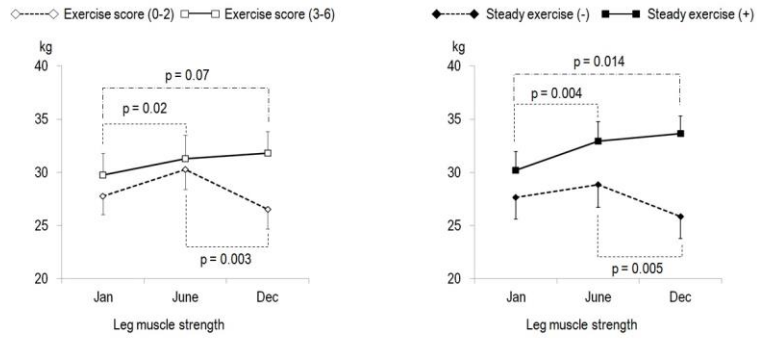 Exercise score (0-2) Exercise score (3-6)
kg
40
35
30
25
20
p = 0.07
p = 0.02
p = 0.003
Jan June Dec
Leg muscle strength
Steady exercise (-) Steady exercise (+)
kg
40
35
30
25
20
p = 0.014
p = 0.004
p = 0.005
Jan June Dec
Leg muscle strength